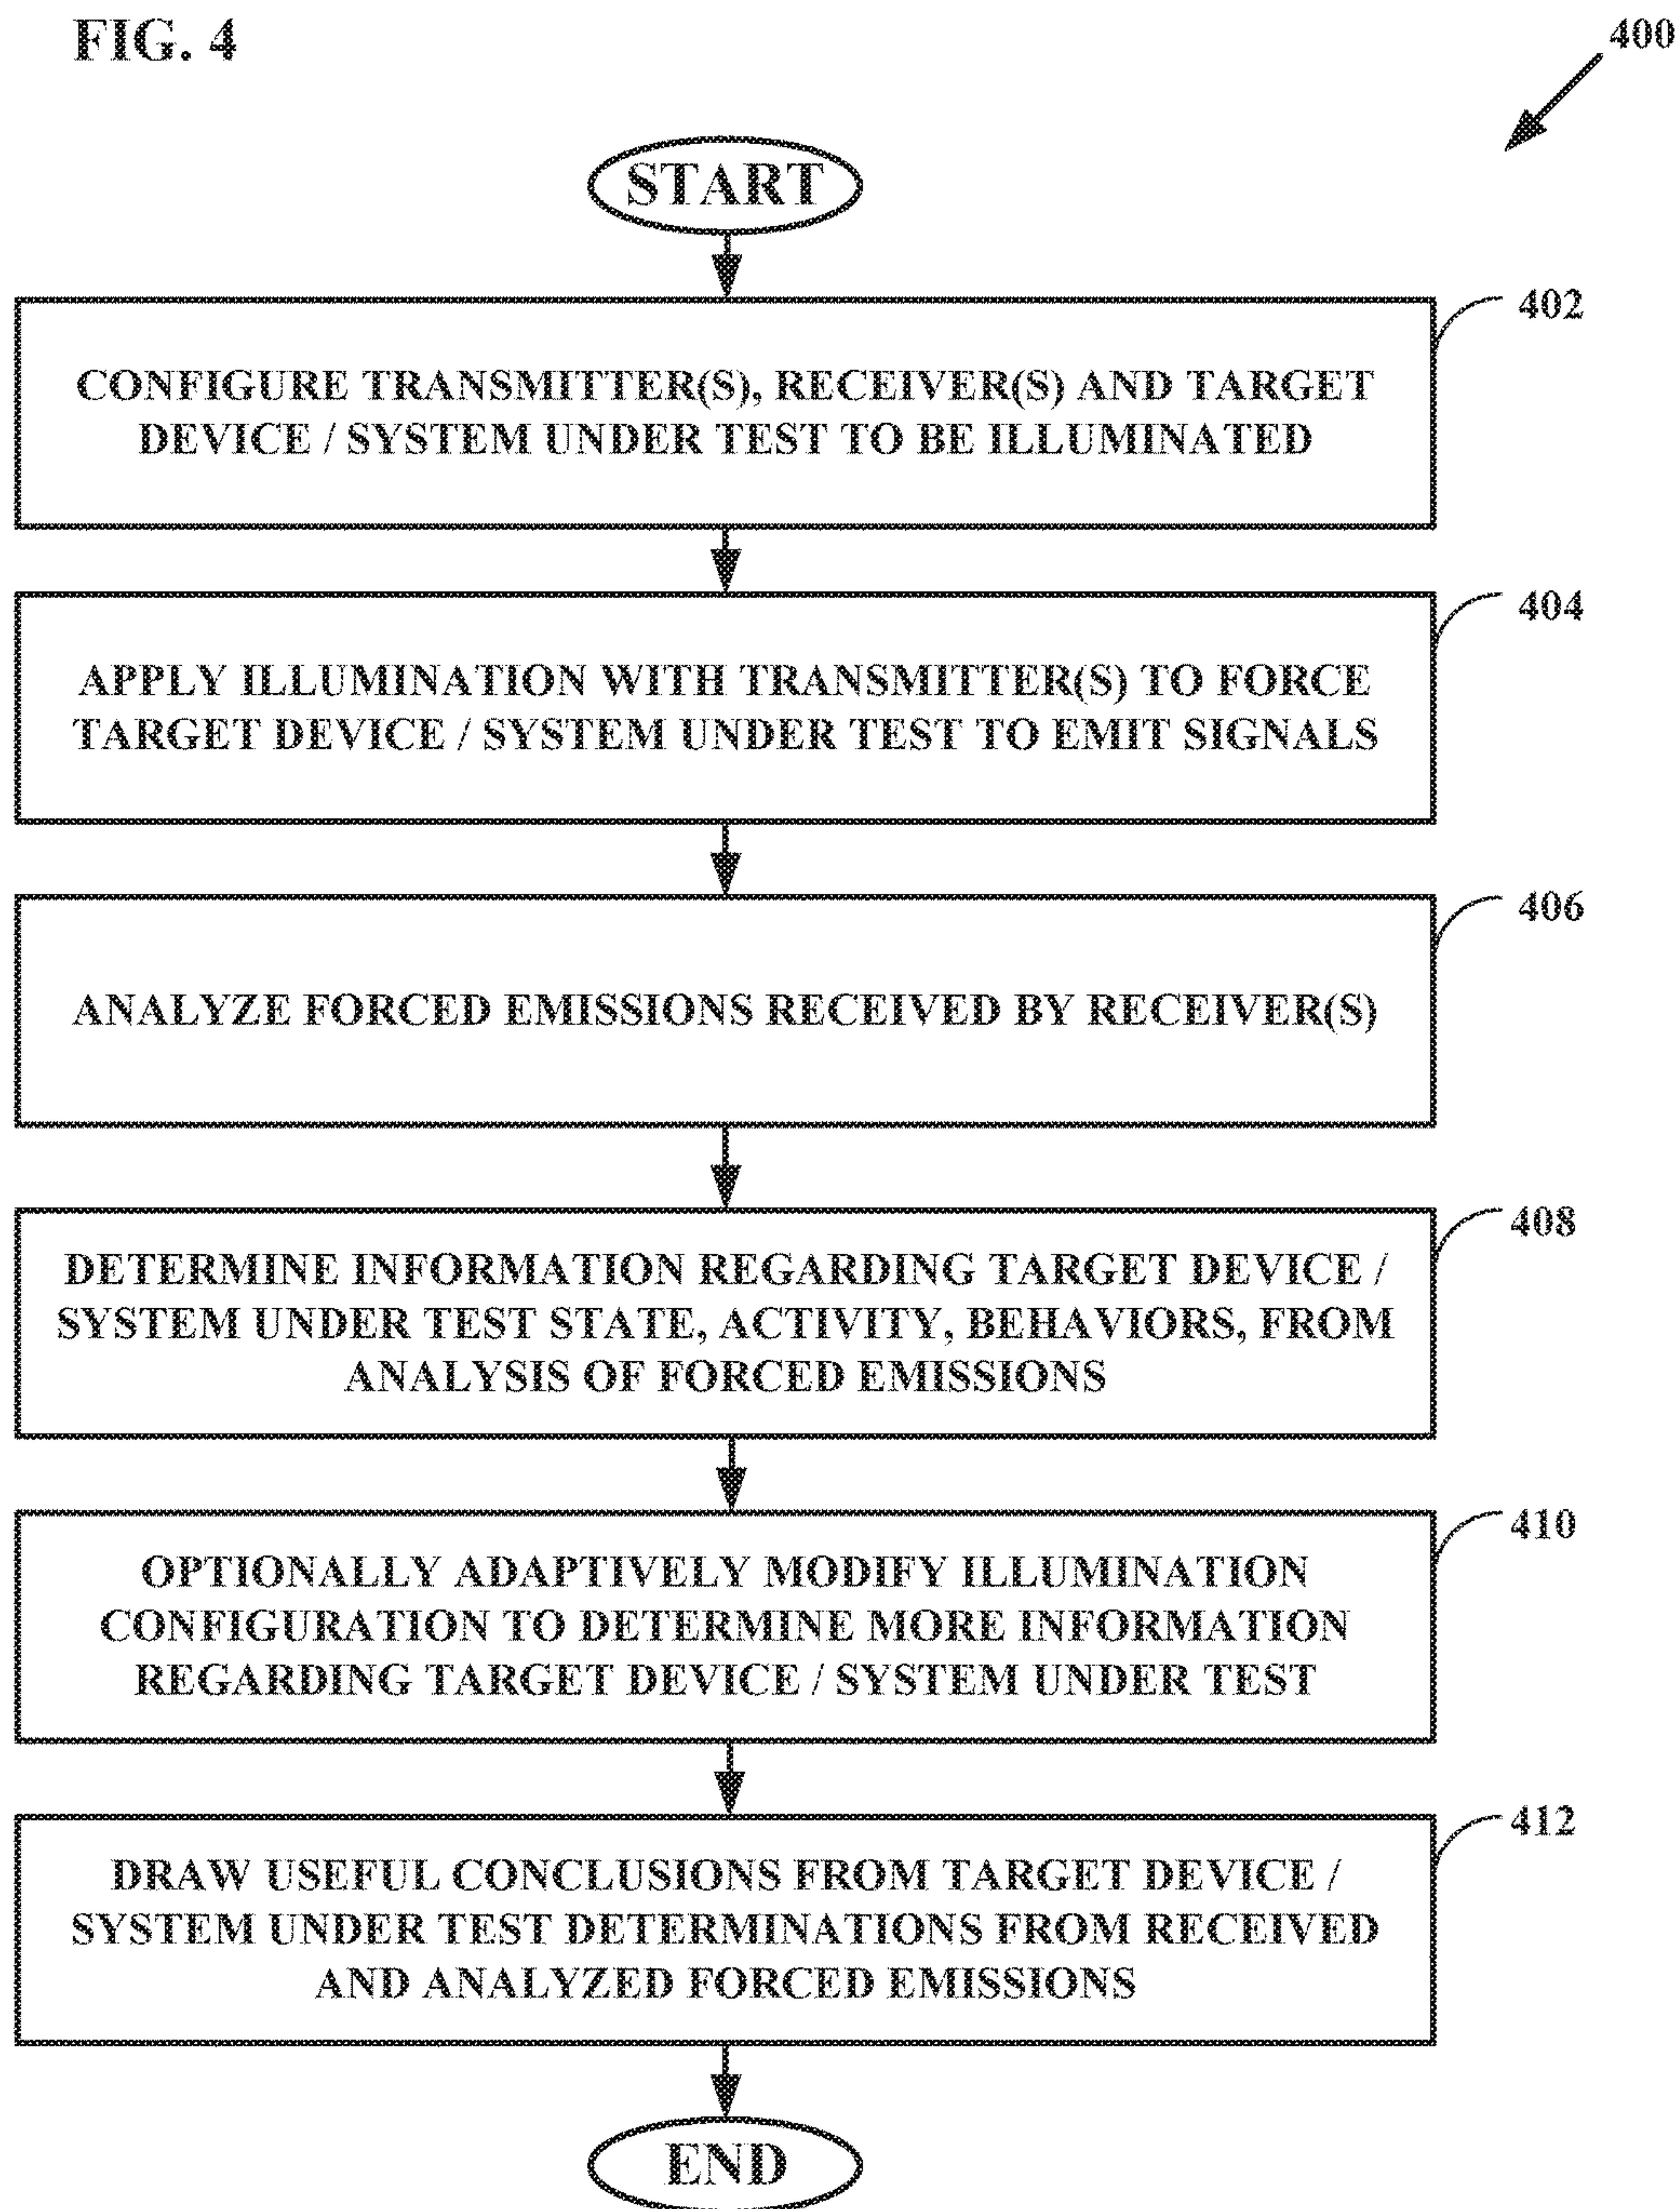 FIG. 4
400
START
402
CONFIGURE TRANSMITTER(S), RECEIVER(S) AND TARGET
DEVICE / SYSTEM UNDER TEST TO BE ILLUMINATED
404
APPLY ILLUMINATION WITH TRANSMITTER(S) TO FORCE
TARGET DEVICE / SYSTEM UNDER TEST TO EMIT SIGNALS
406
ANALYZE FORCED EMISSIONS RECEIVED BY RECEIVER(S)
408
DETERMINE INFORMATION REGARDING TARGET DEVICE /
SYSTEM UNDER TEST STATE, ACTIVITY, BEHAVIORS, FROM
ANALYSIS OF FORCED EMISSIONS
410
OPTIONALLY ADAPTIVELY MODIFY ILLUMINATION
CONFIGURATION TO DETERMINE MORE INFORMATION
REGARDING TARGET DEVICE / SYSTEM UNDER TEST
412
DRAW USEFUL CONCLUSIONS FROM TARGET DEVICE /
SYSTEM UNDER TEST DETERMINATIONS FROM RECEIVED
AND ANALYZED FORCED EMISSIONS
END